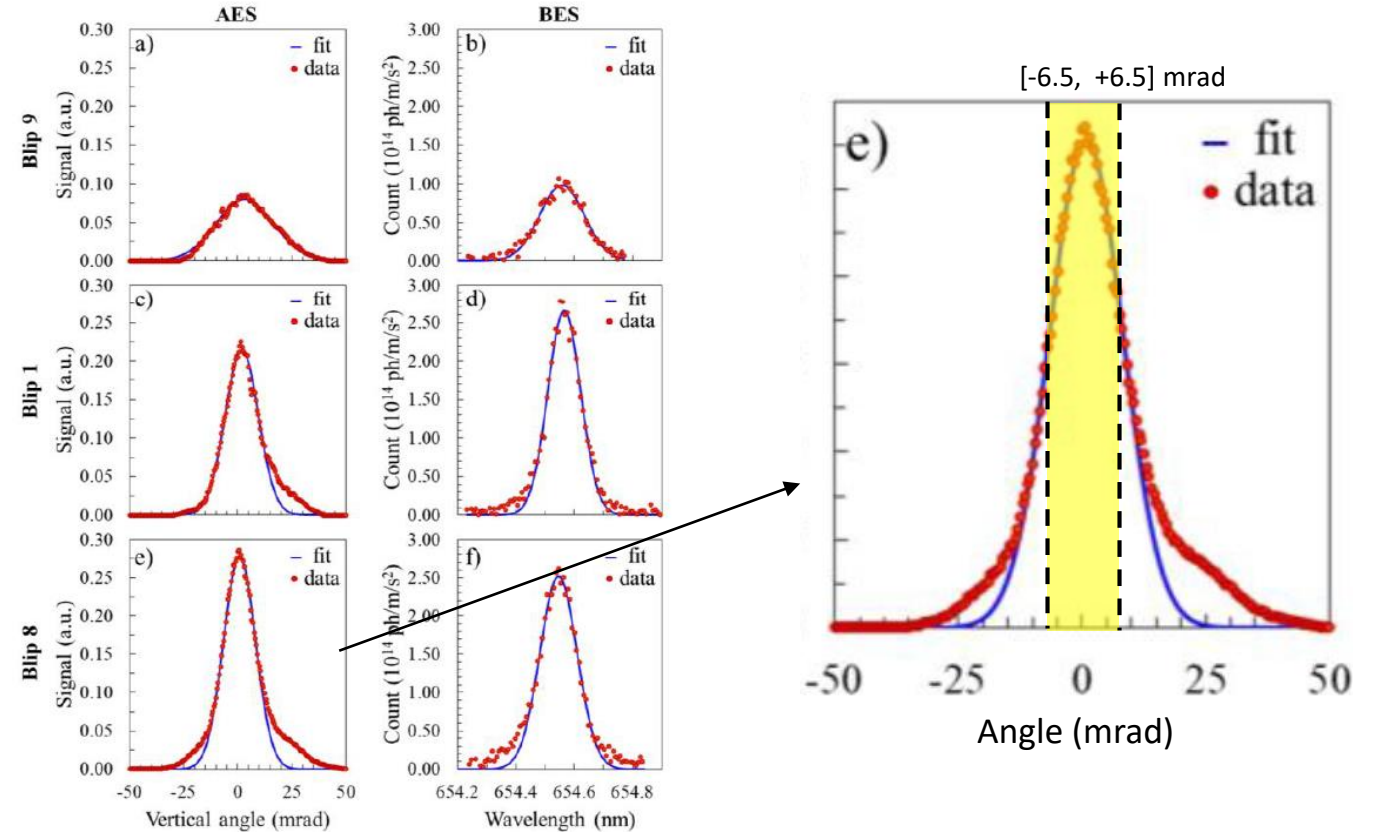 AES
BES
Blip 9
Signal (a.u.)
0.30
0.25
0.20
0.15
0.10
0.05
0.00
a)
fit
data
Count (10¹⁴ ph/m/s²)
3.00
2.50
2.00
1.50
1.00
0.50
0.00
b)
fit
data
Blip 1
Signal (a.u.)
0.30
0.25
0.20
0.15
0.10
0.05
0.00
c)
fit
data
Count (10¹⁴ ph/m/s²)
3.00
2.50
2.00
1.50
1.00
0.50
0.00
d)
fit
data
Blip 8
Signal (a.u.)
0.30
0.25
0.20
0.15
0.10
0.05
0.00
e)
fit
data
-50
-25
0
25
50
Vertical angle (mrad)
Count (10¹⁴ ph/m/s²)
3.00
2.50
2.00
1.50
1.00
0.50
0.00
f)
fit
data
654.2
654.4
654.6
654.8
Wavelength (nm)
[-6.5, +6.5] mrad
e)
fit
data
-50
-25
0
25
50
Angle (mrad)